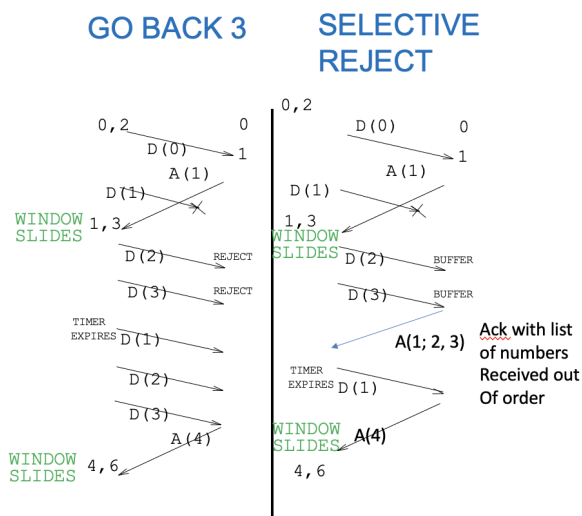 GO BACK 3
0,2
0
D(0)
1
A(1)
D(1)
WINDOW
SLIDES
1,3
D(2)
REJECT
D(3)
REJECT
TIMER
EXPIRES
D(1)
D(2)
D(3)
A(4)
WINDOW
SLIDES
4,6
SELECTIVE
REJECT
0,2
D(0)
0
1
A(1)
D(1)
1,3
WINDOW
SLIDES
D(2)
BUFFER
D(3)
BUFFER
A(1; 2, 3)
Ack with list
of numbers
Received out
Of order
TIMER
EXPIRES
D(1)
WINDOW
SLIDES
A(4)
4,6